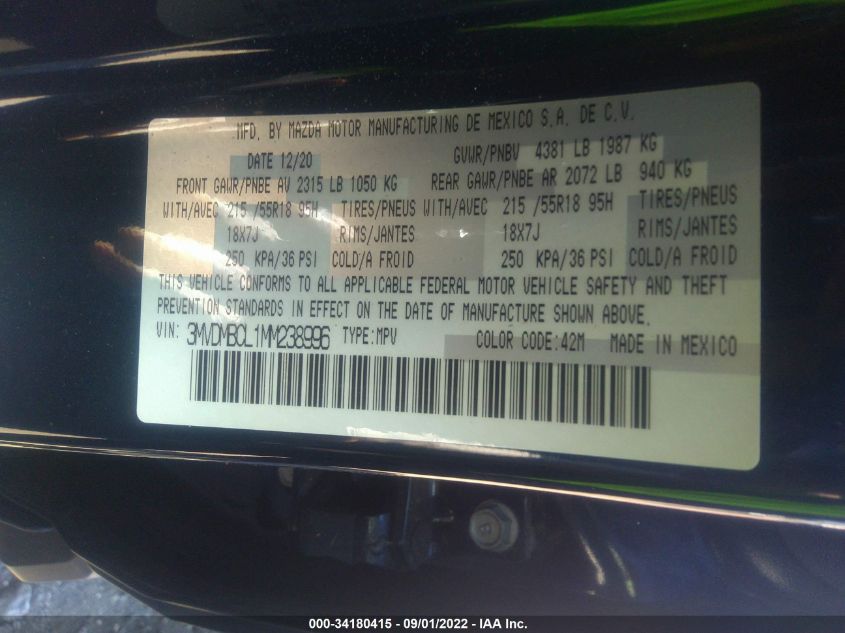 MFD. BY MAZDA MOTOR MANUFACTURING DE MEXICO S.A. DE C.V.
DATE 12/20 GVWR/PNBV 4381 LB 1987 KG
FRONT GAWR/PNBE AV 2315 LB 1050 KG REAR GAWR/PNBE AR 2072 LB 940 KG
WITH/AVEC 215 /55R18 95H TIRES/PNEUS WITH/AVEC 215 /55R18 95H TIRES/PNEUS
18X7J RIMS/JANTES 18X7J RIMS/JANTES
250 KPA/36 PSI COLD/A FROID 250 KPA/36 PSI COLD/A FROID
THIS VEHICLE CONFORMS TO ALL APPLICABLE FEDERAL MOTOR VEHICLE SAFETY AND THEFT
PREVENTION STANDARDS IN EFFECT ON THE DATE OF MANUFACTURE SHOWN ABOVE.
VIN: 3MVDMBCL1MM238996 TYPE:MPV COLOR CODE:42M MADE IN MEXICO
000-34180415 - 09/01/2022 - IAA Inc.